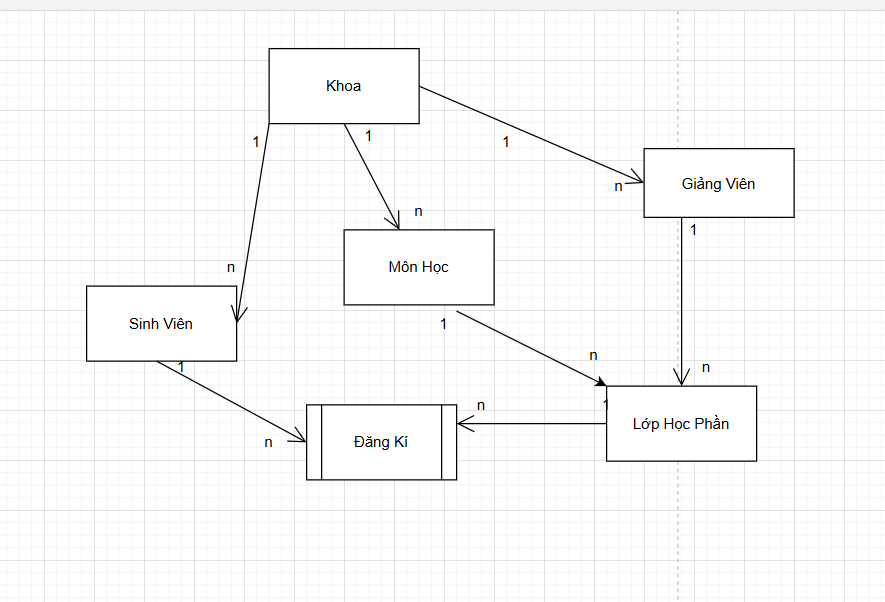 Khoa
1
1
1
Giảng Viên
n
n
1
Môn Học
n
Sinh Viên
1
n
n
1
n
1
Lớp Học Phần
Đăng Kí
n